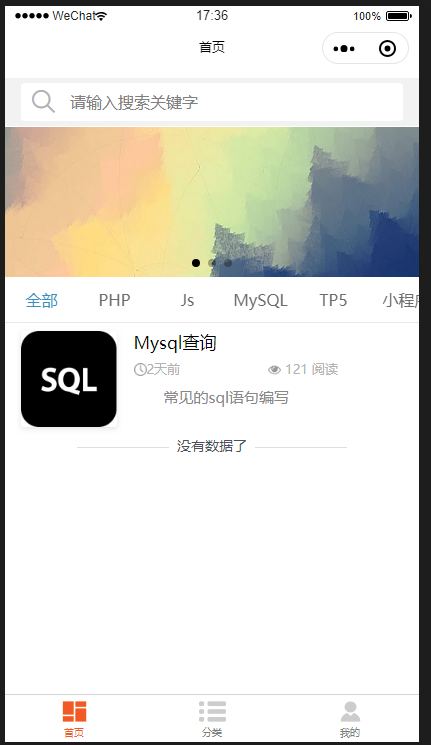 WeChat 17:36 100%
首页
请输入搜索关键字
全部 PHP Js MySQL TP5 小程
SQL
Mysql查询
2天前 121 阅读
常见的sql语句编写
没有数据了
首页 分类 我的